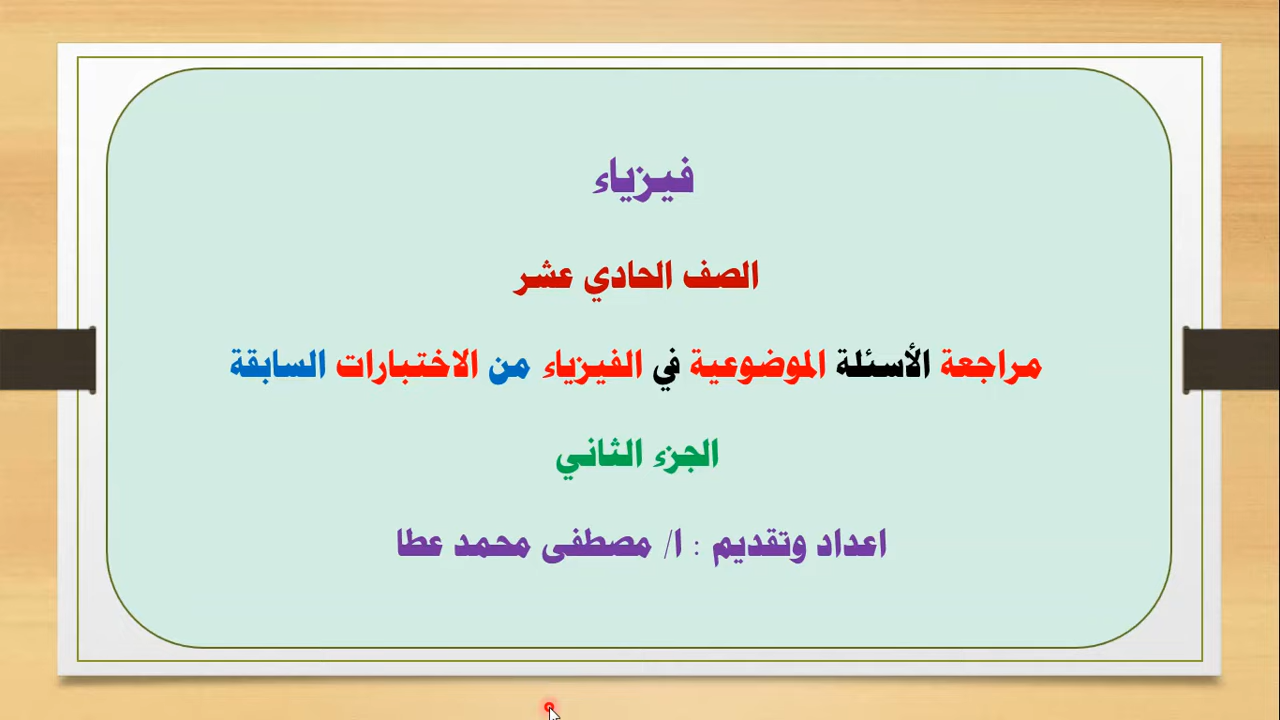 فيزياء
الصف الحادي عشر
مراجعة الأسئلة الموضوعية في الفيزياء من الاختبارات السابقة
الجزء الثاني
اعداد وتقديم : ا/ مصطفى محمد عطا